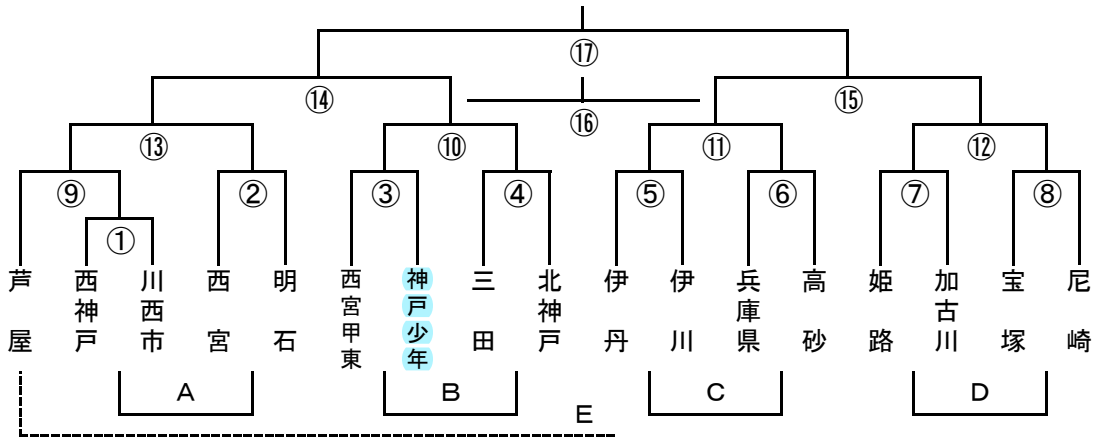 ⑰
⑭
⑯
⑮
⑬
⑩
⑪
⑫
⑨
②
③
④
⑤
⑥
⑦
⑧
①
芦屋
西神戸
川西市
西宮
明石
西宮甲東
神戸少年
三田
北神戸
伊丹
伊川
兵庫県
高砂
姫路
加古川
宝塚
尼崎
A
B
C
D
E